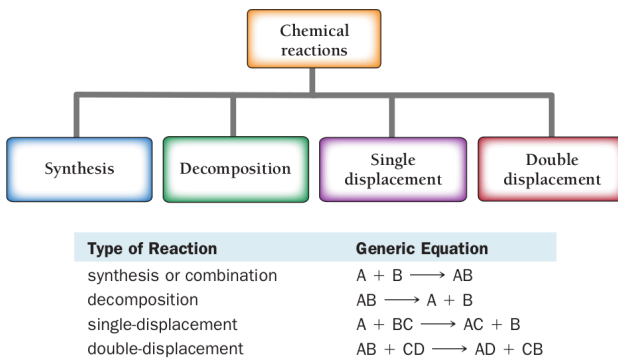 Chemical
reactions
Synthesis
Decomposition
Single
displacement
Double
displacement
Type of Reaction Generic Equation
synthesis or combination A + B ⟶ AB
decomposition AB ⟶ A + B
single-displacement A + BC ⟶ AC + B
double-displacement AB + CD ⟶ AD + CB